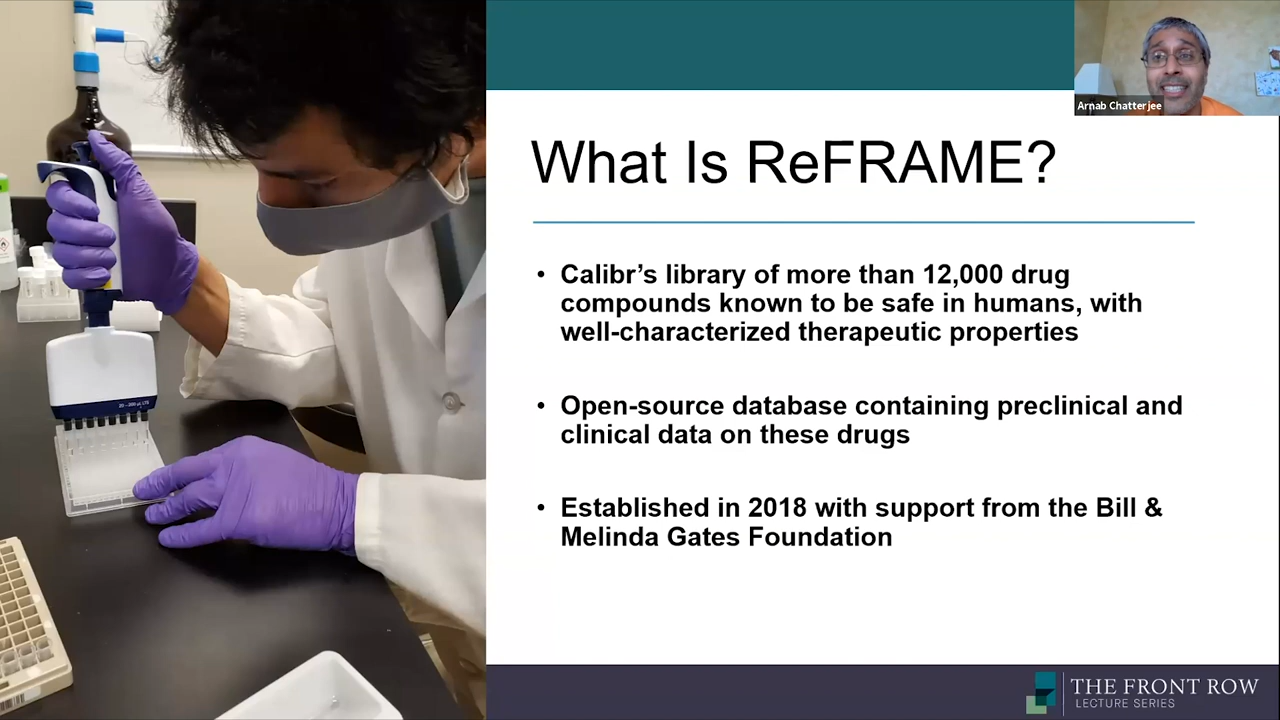 Arnab Chatterjee
What Is ReFRAME?
• Calibr’s library of more than 12,000 drug
compounds known to be safe in humans, with
well-characterized therapeutic properties
• Open-source database containing preclinical and
clinical data on these drugs
• Established in 2018 with support from the Bill &
Melinda Gates Foundation
THE FRONT ROW
LECTURE SERIES